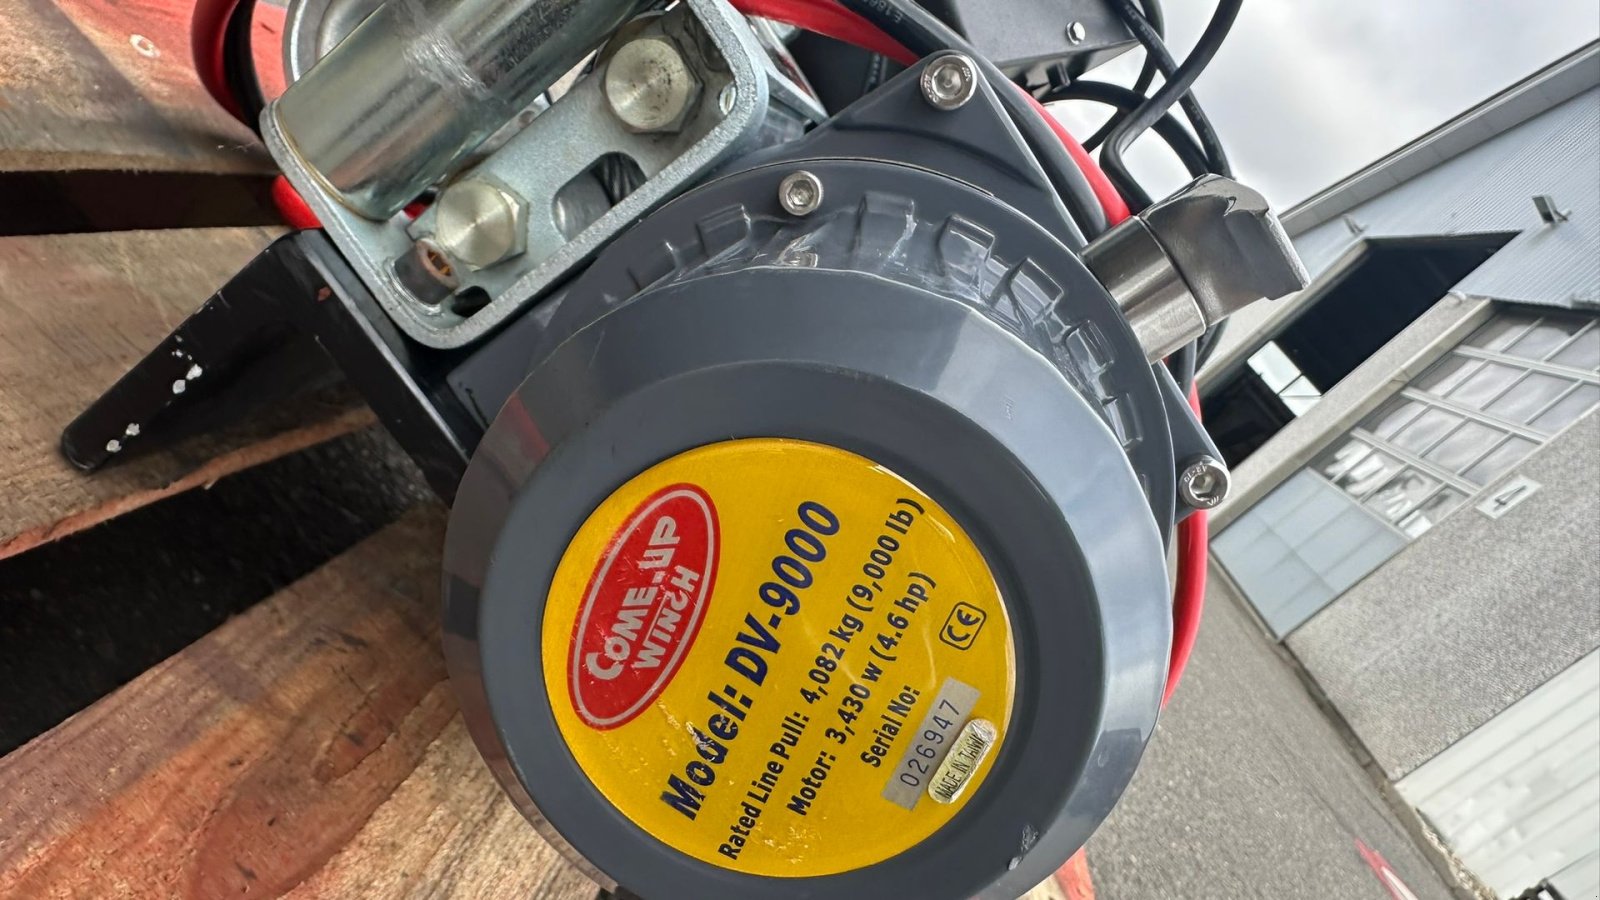 COME-UP
WINCH
Model: DV-9000
Rated Line Pull: 4,082 kg (9,000 lb)
Motor: 3,430 w (4.6 hp)
CE
Serial No:
026947
MADE IN TAIWAN
4